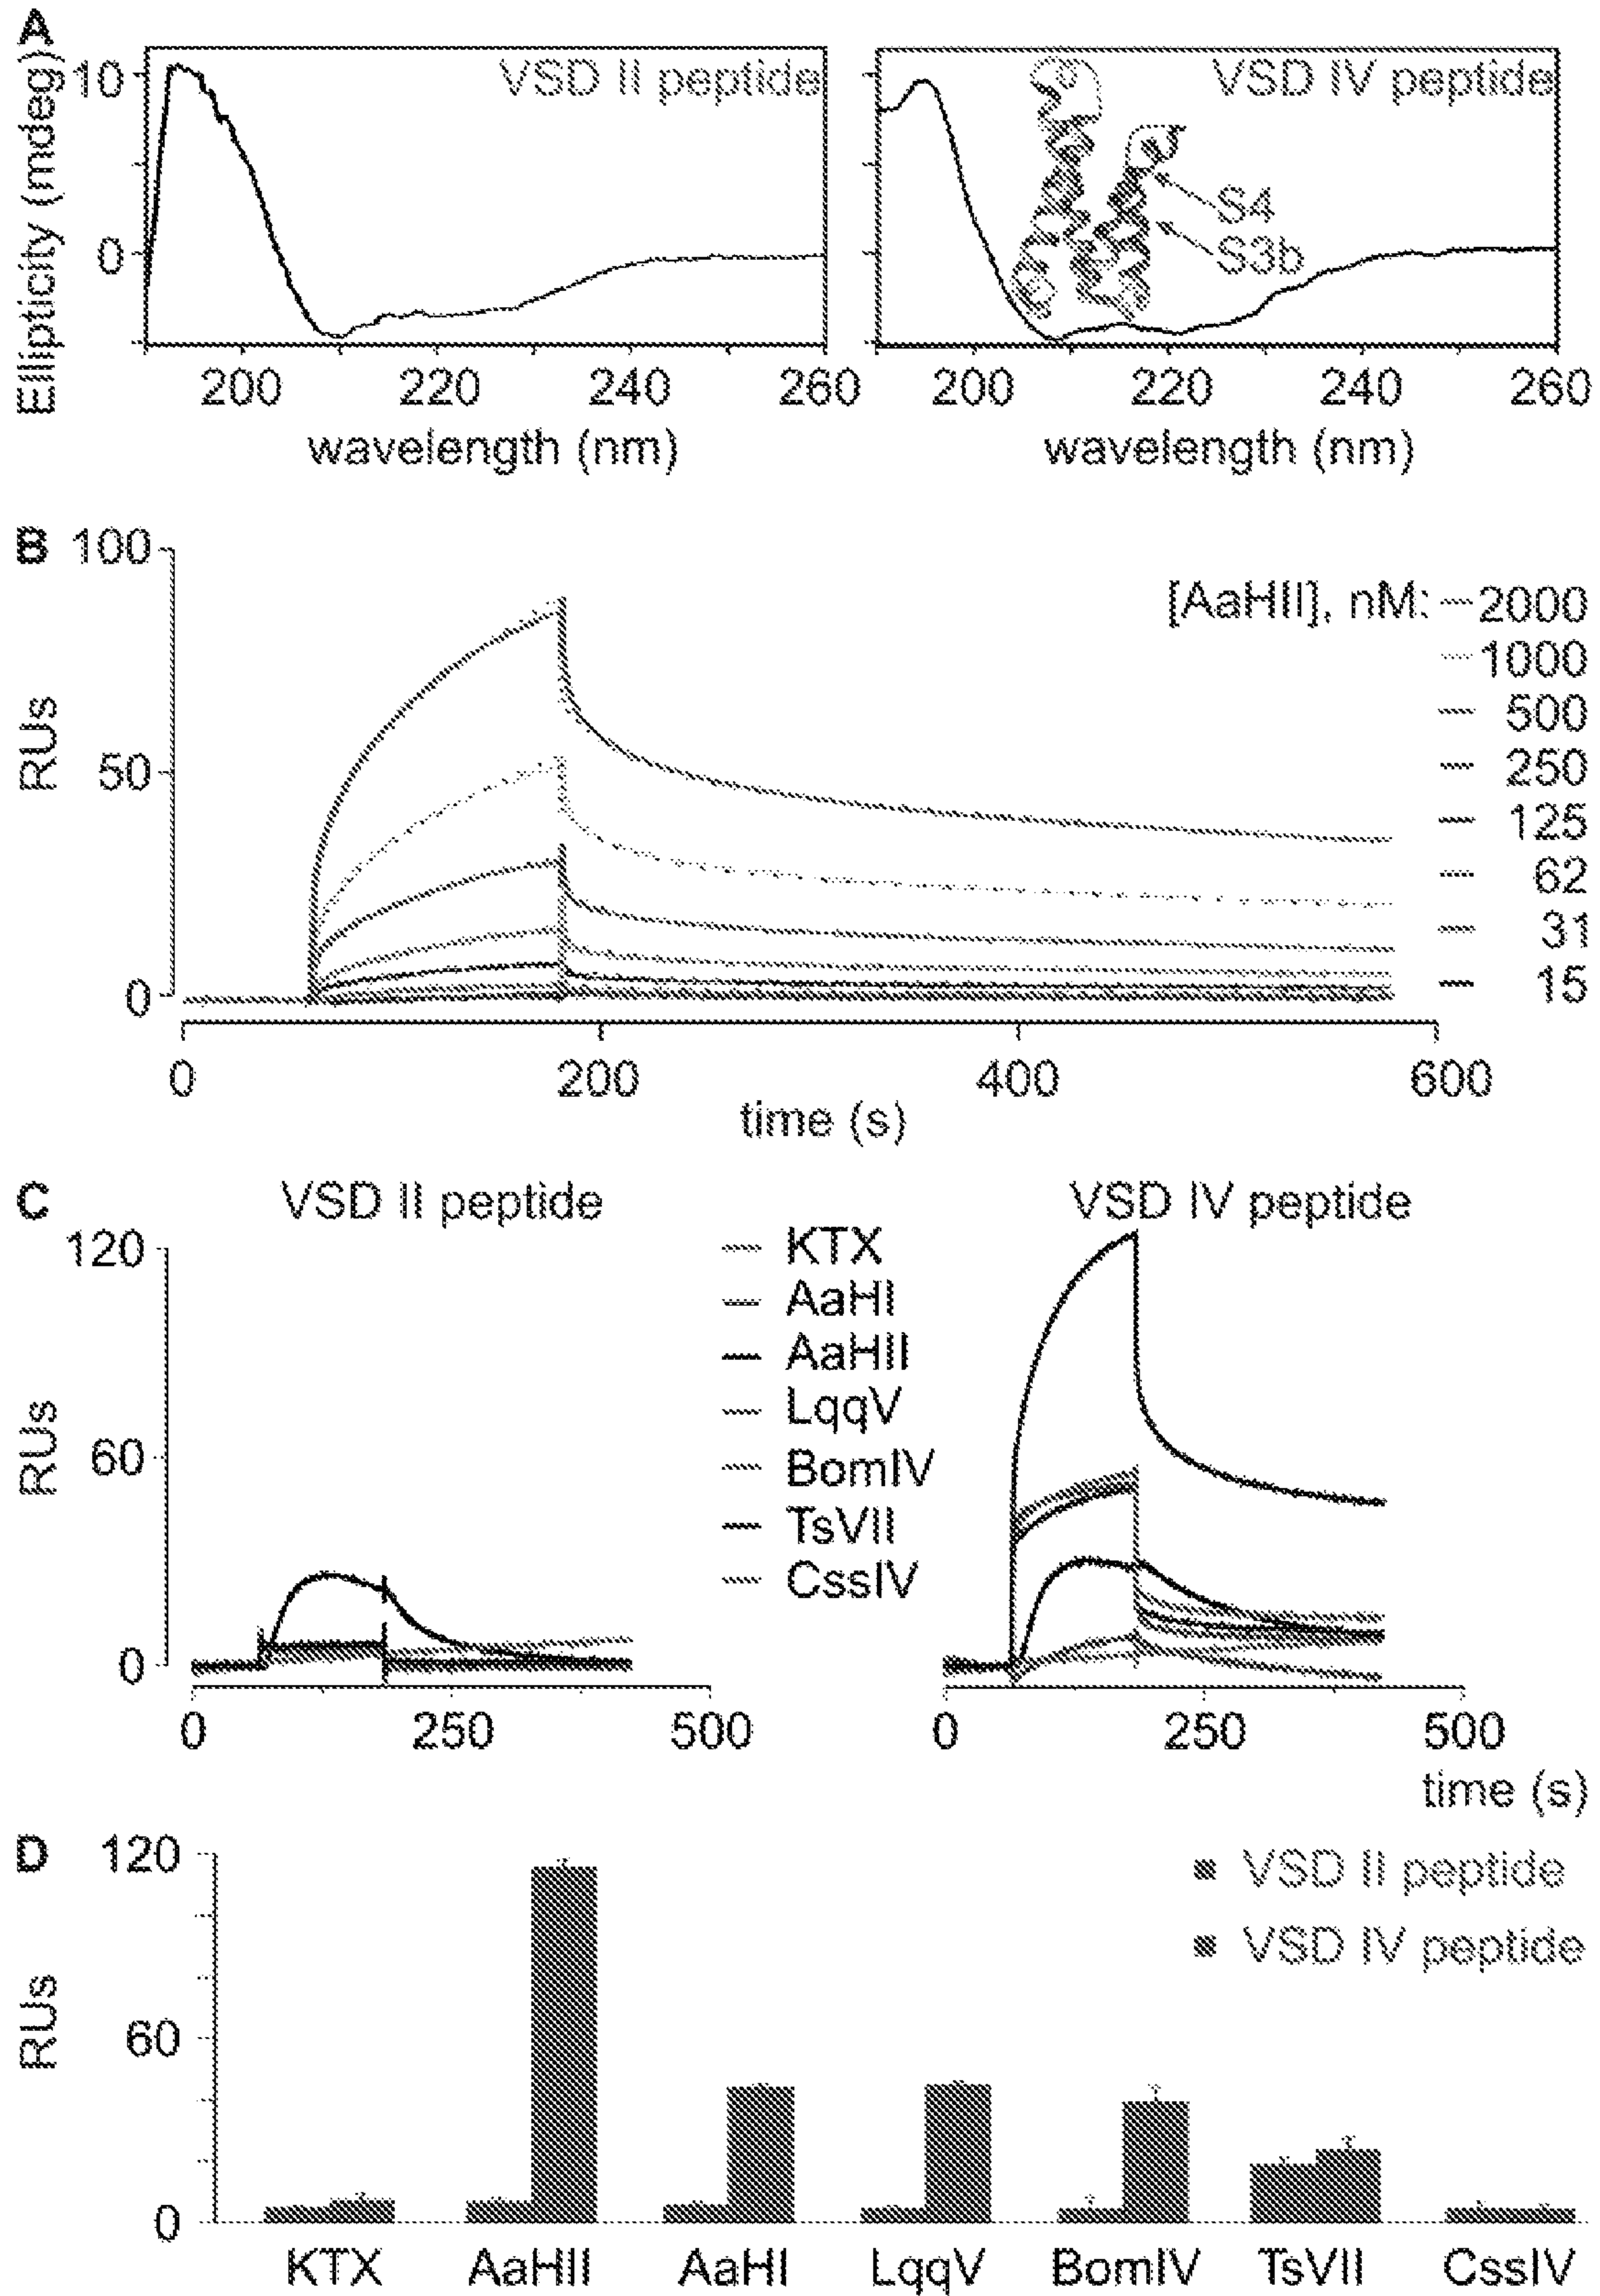 A
Ellipticity (mdeg)
10
0
VSD II peptide
200 220 240 260
wavelength (nm)
VSD IV peptide
S4
S3b
200 220 240 260
wavelength (nm)
B
RUs
100
50
0
[AaHII], nM: 2000
1000
500
250
125
62
31
15
0 200 400 600
time (s)
C
VSD II peptide
RUs
120
60
0
0 250 500
KTX
AaHI
AaHII
LqqV
BomIV
TsVII
CssIV
VSD IV peptide
0 250 500
time (s)
D
RUs
120
60
0
VSD II peptide
VSD IV peptide
KTX AaHII AaHI LqqV BomIV TsVII CssIV